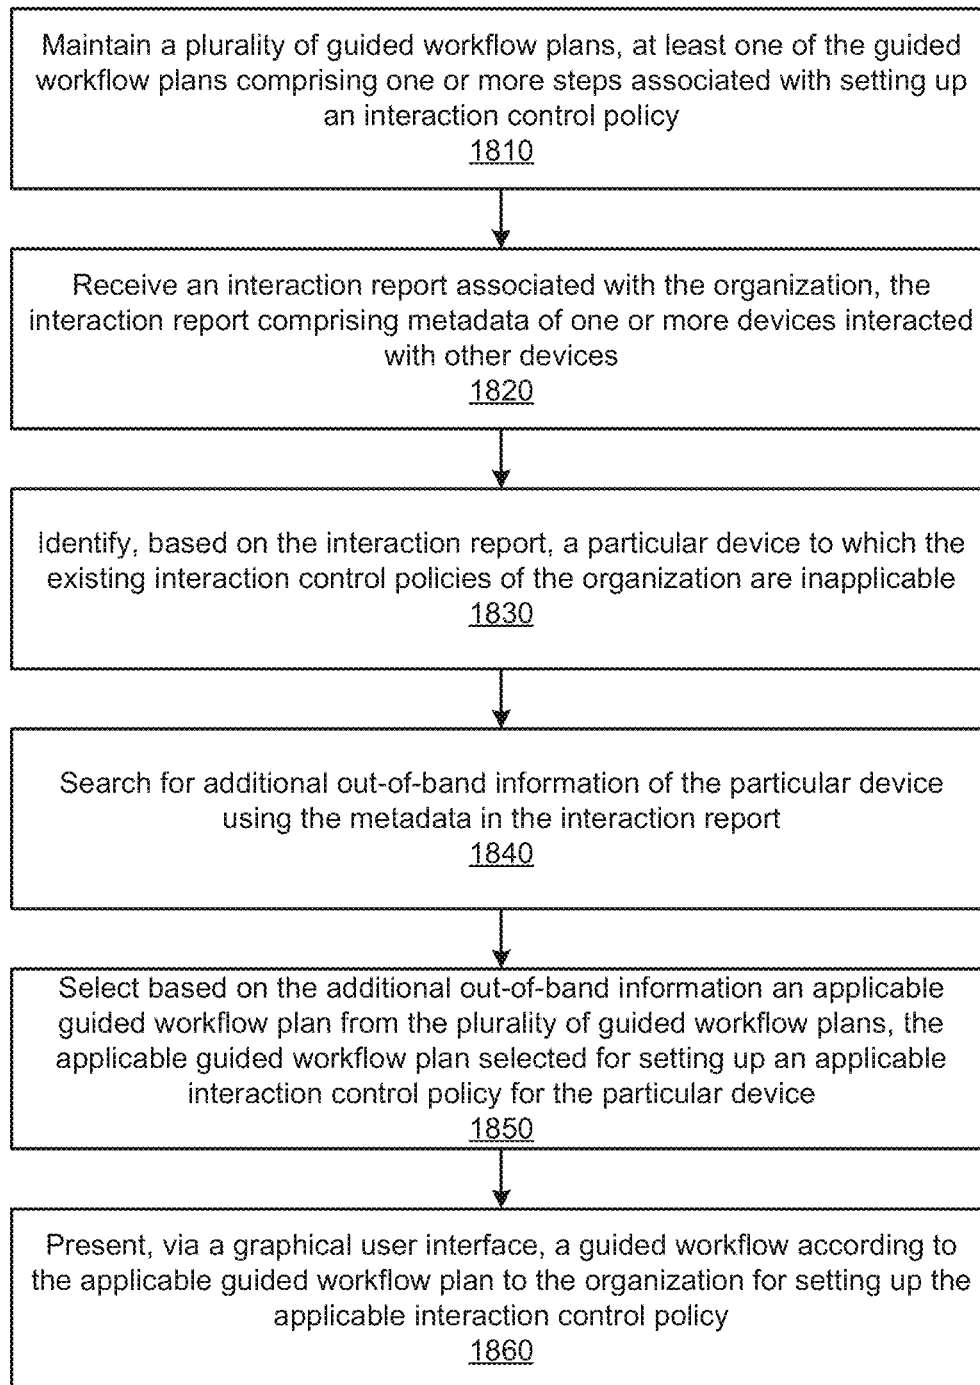 Maintain a plurality of guided workflow plans, at least one of the guided
workflow plans comprising one or more steps associated with setting up
an interaction control policy
1810
Receive an interaction report associated with the organization, the
interaction report comprising metadata of one or more devices interacted
with other devices
1820
Identify, based on the interaction report, a particular device to which the
existing interaction control policies of the organization are inapplicable
1830
Search for additional out-of-band information of the particular device
using the metadata in the interaction report
1840
Select based on the additional out-of-band information an applicable
guided workflow plan from the plurality of guided workflow plans, the
applicable guided workflow plan selected for setting up an applicable
interaction control policy for the particular device
1850
Present, via a graphical user interface, a guided workflow according to
the applicable guided workflow plan to the organization for setting up the
applicable interaction control policy
1860